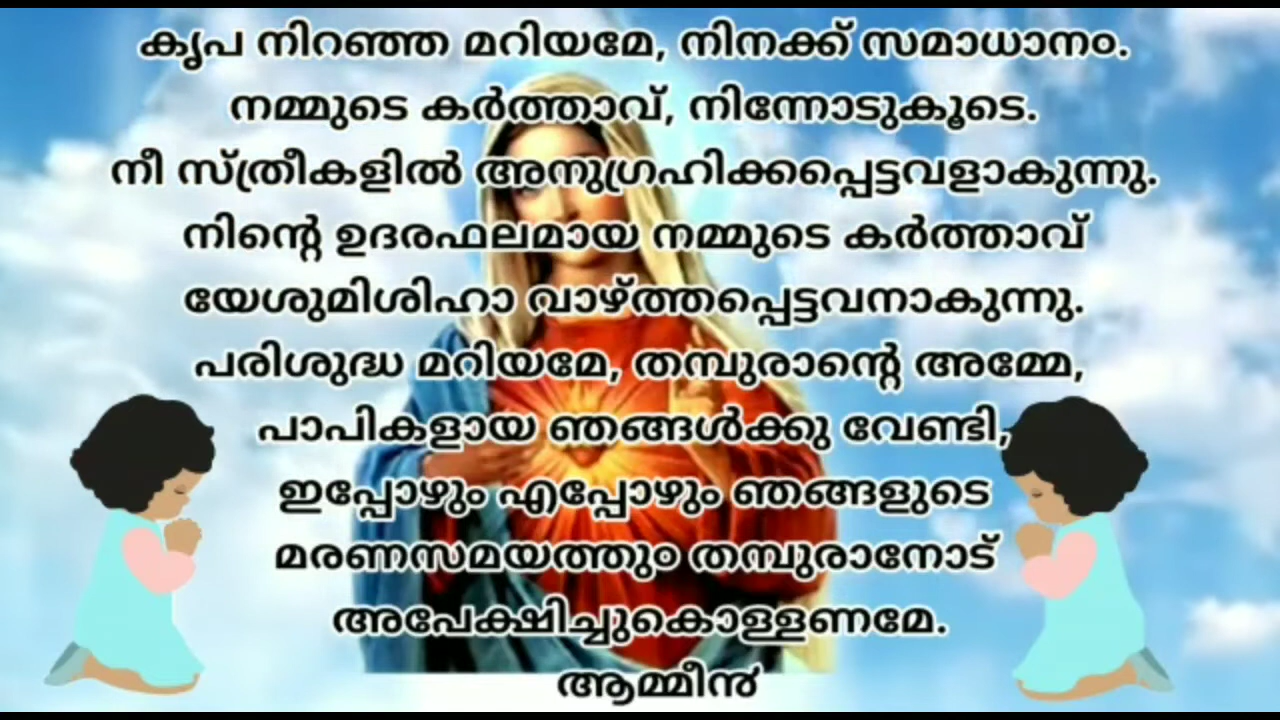 കൃപ നിറഞ്ഞ മറിയമേ, നിനക്ക് സമാധാനം.
നമ്മുടെ കർത്താവ്, നിന്നോടുകൂടെ.
നീ സ്ത്രീകളിൽ അനുഗ്രഹിക്കപ്പെട്ടവളാകുന്നു.
നിന്റെ ഉദരഫലമായ നമ്മുടെ കർത്താവ്
യേശുമിശിഹാ വാഴ്ത്തപ്പെട്ടവനാകുന്നു.
പരിശുദ്ധ മറിയമേ, തമ്പുരാന്റെ അമ്മേ,
പാപികളായ ഞങ്ങൾക്കു വേണ്ടി,
ഇപ്പോഴും എപ്പോഴും ഞങ്ങളുടെ
മരണസമയത്തും തമ്പുരാനോട്
അപേക്ഷിച്ചുകൊള്ളണമേ.
ആമ്മീൻ